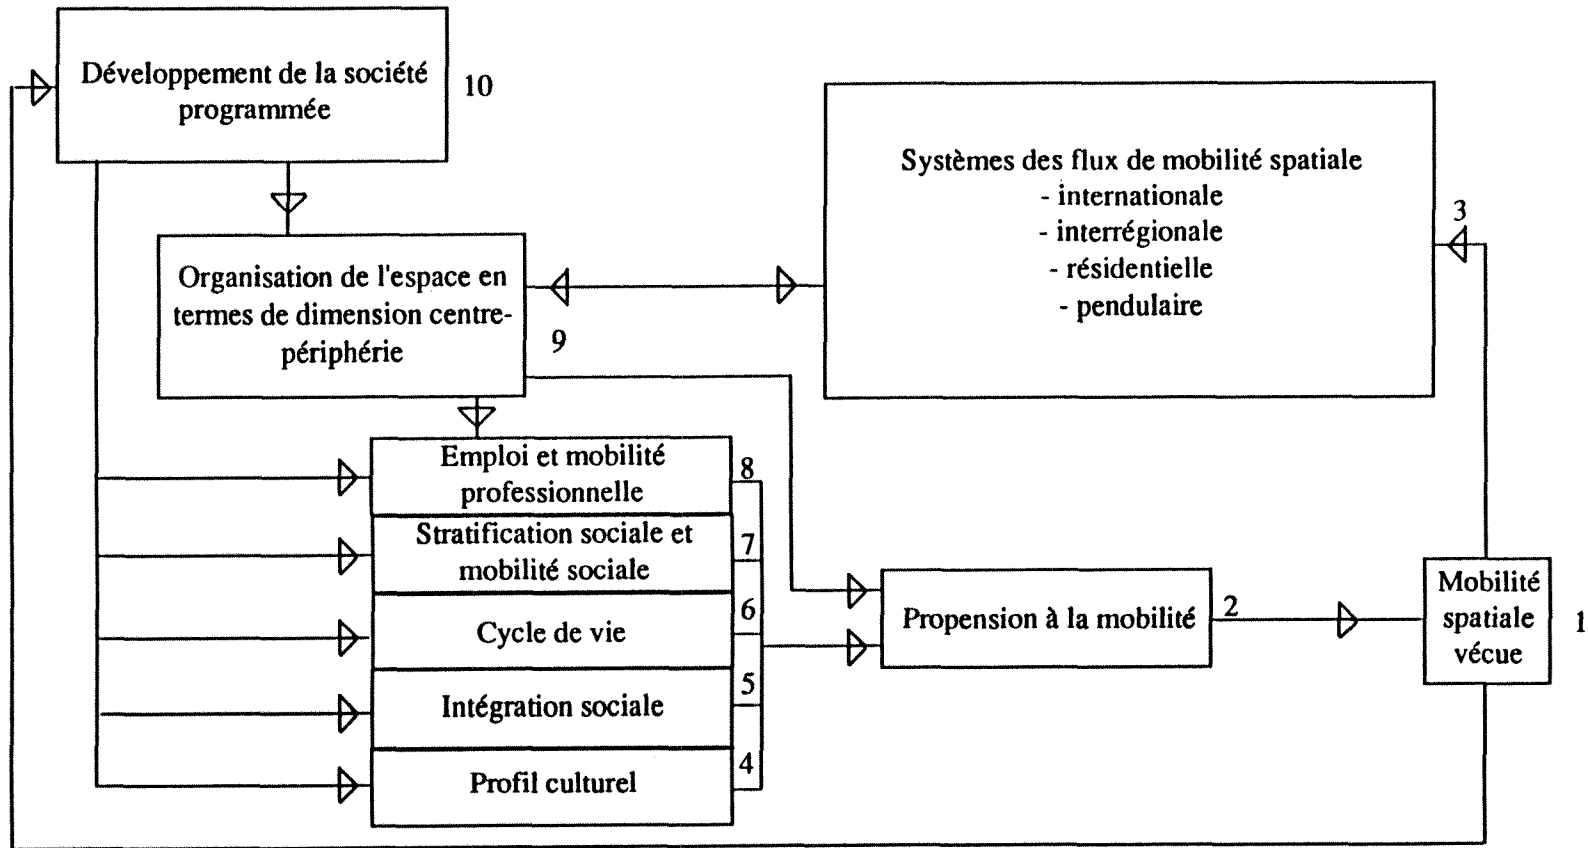 Développement de la société
programmée
10
Systèmes des flux de mobilité spatiale
- internationale
- interrégionale
- résidentielle
- pendulaire
3
Organisation de l'espace en
termes de dimension centre-
périphérie
9
Emploi et mobilité
professionnelle
8
Stratification sociale et
mobilité sociale
7
Cycle de vie
6
Intégration sociale
5
Profil culturel
4
Propension à la mobilité
2
Mobilité
spatiale
vécue
1